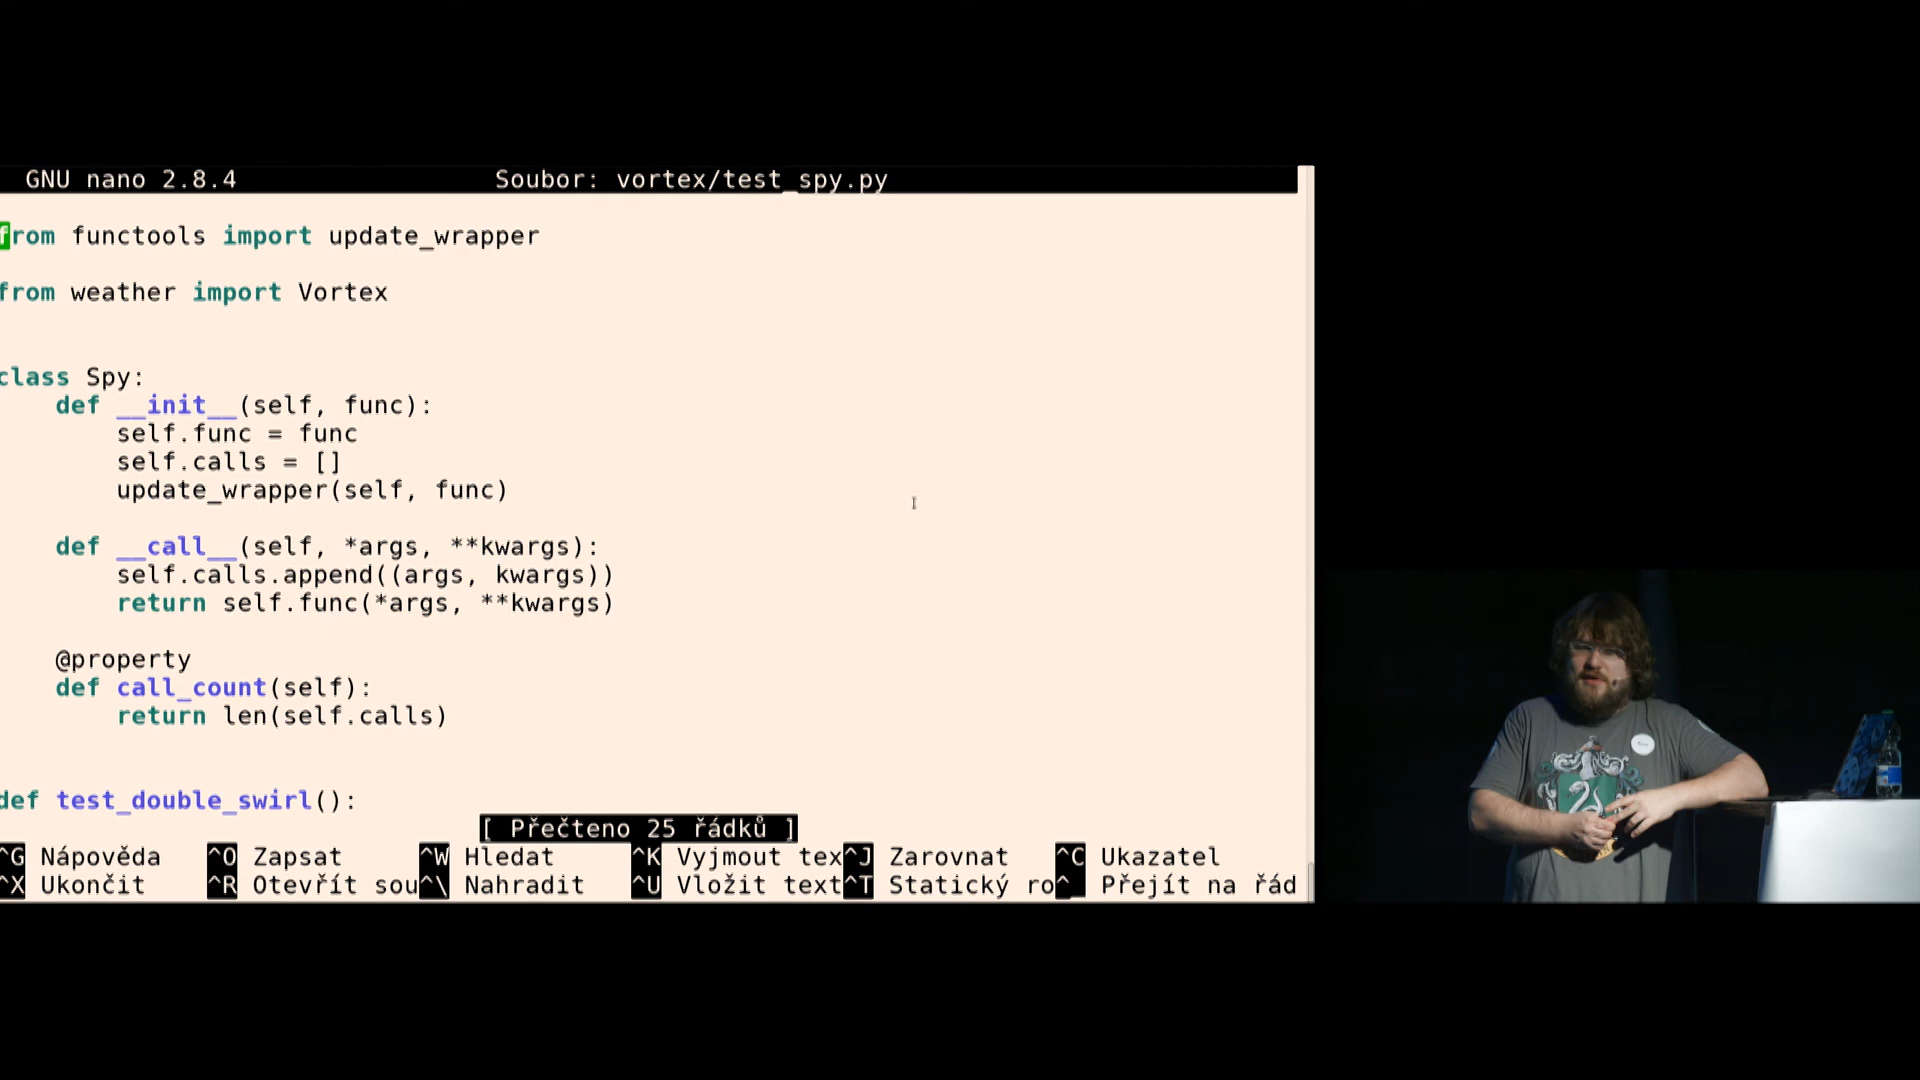 GNU nano 2.8.4 Soubor: vortex/test_spy.py
from functools import update_wrapper
from weather import Vortex
class Spy:
    def __init__(self, func):
        self.func = func
        self.calls = []
        update_wrapper(self, func)
    def __call__(self, *args, **kwargs):
        self.calls.append((args, kwargs))
        return self.func(*args, **kwargs)
    @property
    def call_count(self):
        return len(self.calls)
def test_double_swirl():
[ Přečteno 25 řádků ]
^G Nápověda ^O Zapsat ^W Hledat ^K Vyjmout tex^J Zarovnat ^C Ukazatel
^X Ukončit ^R Otevřít sou^\ Nahradit ^U Vložit text^T Statický ro^_ Přejít na řád